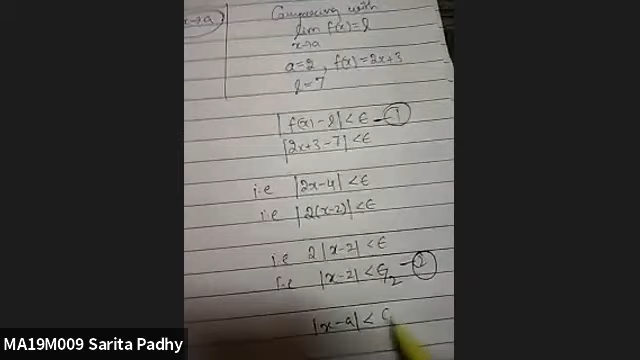 x→a
Comparing with
lim f(x)=l
x→a
a=2, f(x)=2x+3
l=7
|f(x)-l|<ϵ - 1
|2x+3-7|<ϵ
i.e |2x-4|<ϵ
i.e |2(x-2)|<ϵ
i.e 2|x-2|<ϵ
i.e |x-2|<ϵ/2 - 2
|x-a|<
MA19M009 Sarita Padhy